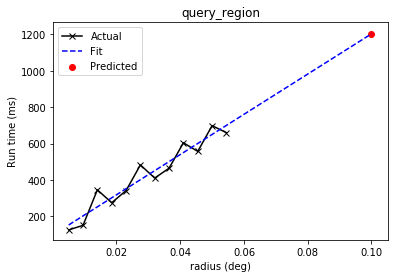 query_region
Actual
Fit
Predicted
Run time (ms)
1200
1000
800
600
400
200
0.02 0.04 0.06 0.08 0.10
radius (deg)